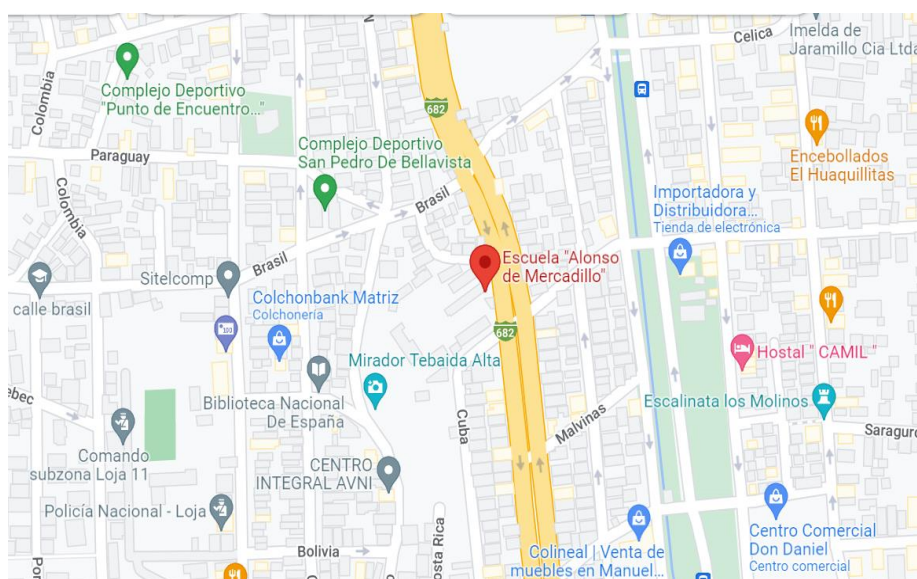 Imelda de
Jaramillo Cia Ltda
Celica
Colombia
Complejo Deportivo
"Punto de Encuentro..."
682
Complejo Deportivo
San Pedro De Bellavista
Paraguay
Encebollados
El Huaquillitas
Colombia
Brasil
Importadora y
Distribuidora...
Tienda de electrónica
Escuela "Alonso
de Mercadillo"
Brasil
Sitelcomp
calle brasil
Colchonbank Matriz
Colchonería
682
Hostal " CAMIL "
Mirador Tebaida Alta
Biblioteca Nacional
De España
Escalinata los Molinos
Cuba
Malvinas
Saraguro
Comando
subzona Loja 11
CENTRO
INTEGRAL AVNI
Policía Nacional - Loja
Centro Comercial
Don Daniel
Centro comercial
Bolivia
osta Rica
Colineal | Venta de
muebles en Manuel...